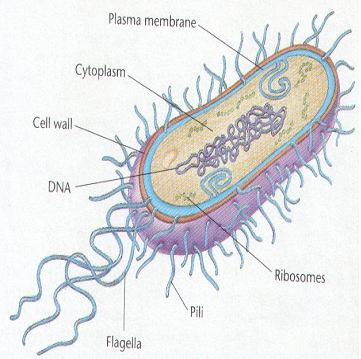 Plasma membrane
Cytoplasm
Cell wall
DNA
Ribosomes
Pili
Flagella